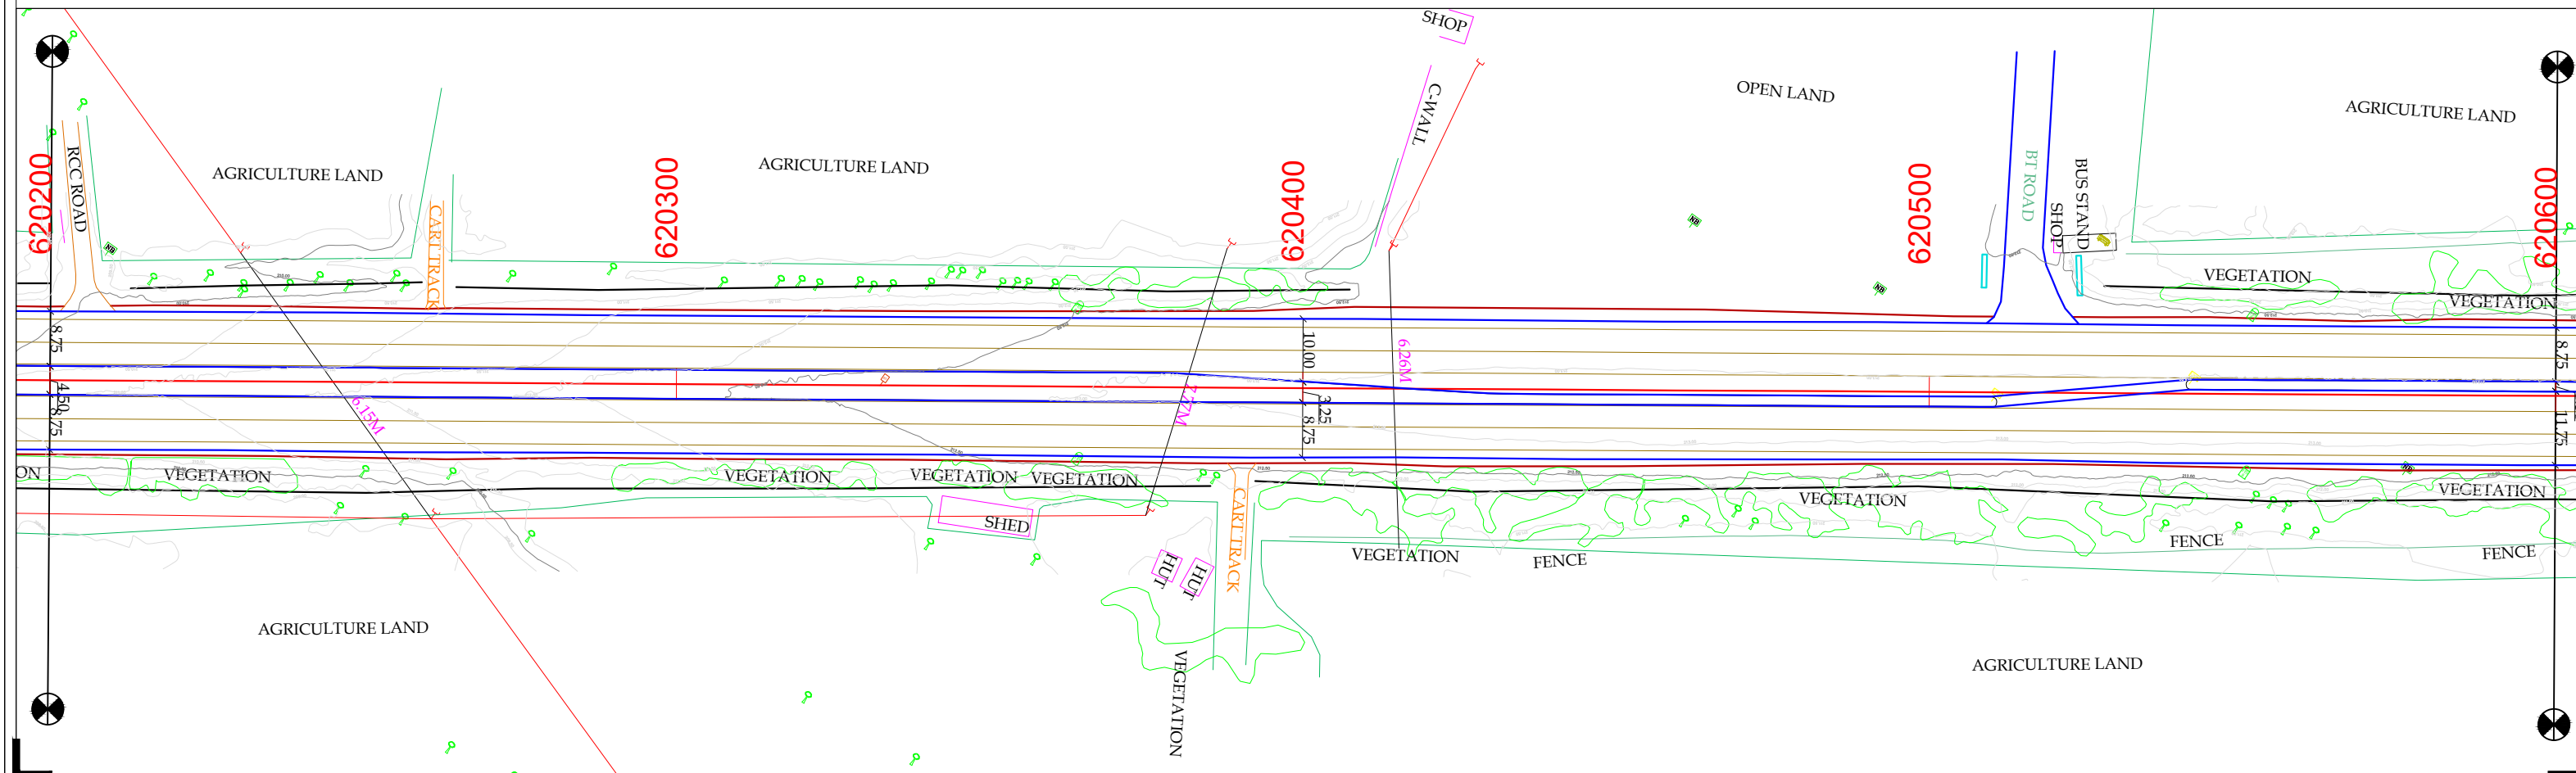 SHOP
C-WALL
OPEN LAND
AGRICULTURE LAND
RCC ROAD
620200
AGRICULTURE LAND
CART TRACK
620300
AGRICULTURE LAND
620400
620500
BT ROAD
SHOP
BUS STAND
620600
VEGETATION
VEGETATION
8.75
4.50
8.75
6.15M
10.00
3.25
8.75
6.26M
8.75
11.75
ON
VEGETATION
VEGETATION
VEGETATION
VEGETATION
SHED
CART TRACK
HUT
HUT
VEGETATION
VEGETATION
VEGETATION
FENCE
FENCE
VEGETATION
FENCE
AGRICULTURE LAND
VEGETATION
AGRICULTURE LAND